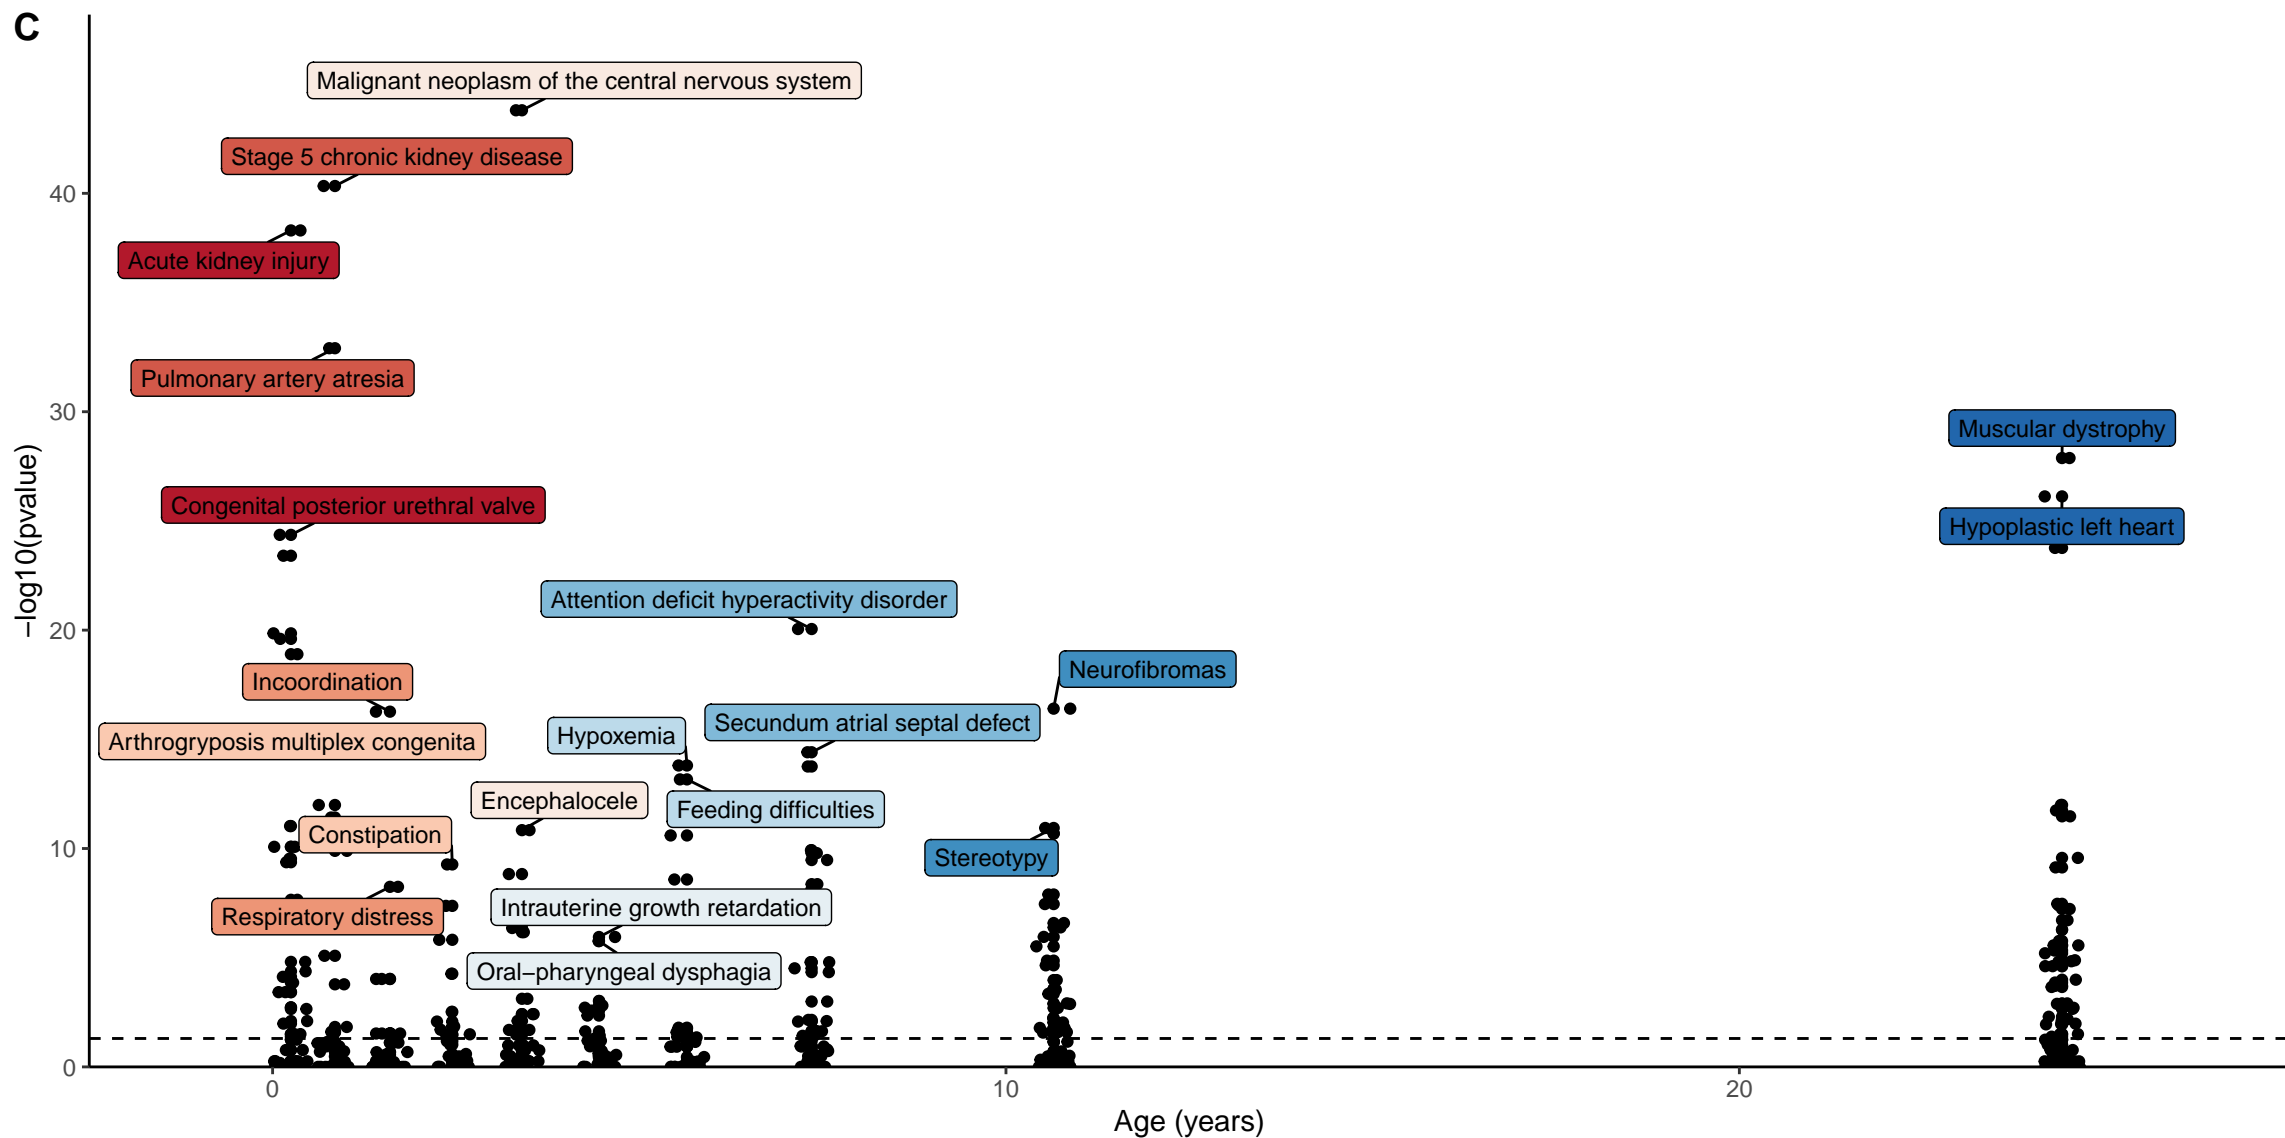 C
Malignant neoplasm of the central nervous system
Stage 5 chronic kidney disease
40
Acute kidney injury
Pulmonary artery atresia
30
Muscular dystrophy
Congenital posterior urethral valve
Hypoplastic left heart
−log10(pvalue)
Attention deficit hyperactivity disorder
20
Neurofibromas
Incoordination
Secundum atrial septal defect
Hypoxemia
Arthrogryposis multiplex congenita
Encephalocele
Feeding difficulties
Constipation
10
Stereotypy
Intrauterine growth retardation
Respiratory distress
Oral−pharyngeal dysphagia
0
0
10
20
Age (years)